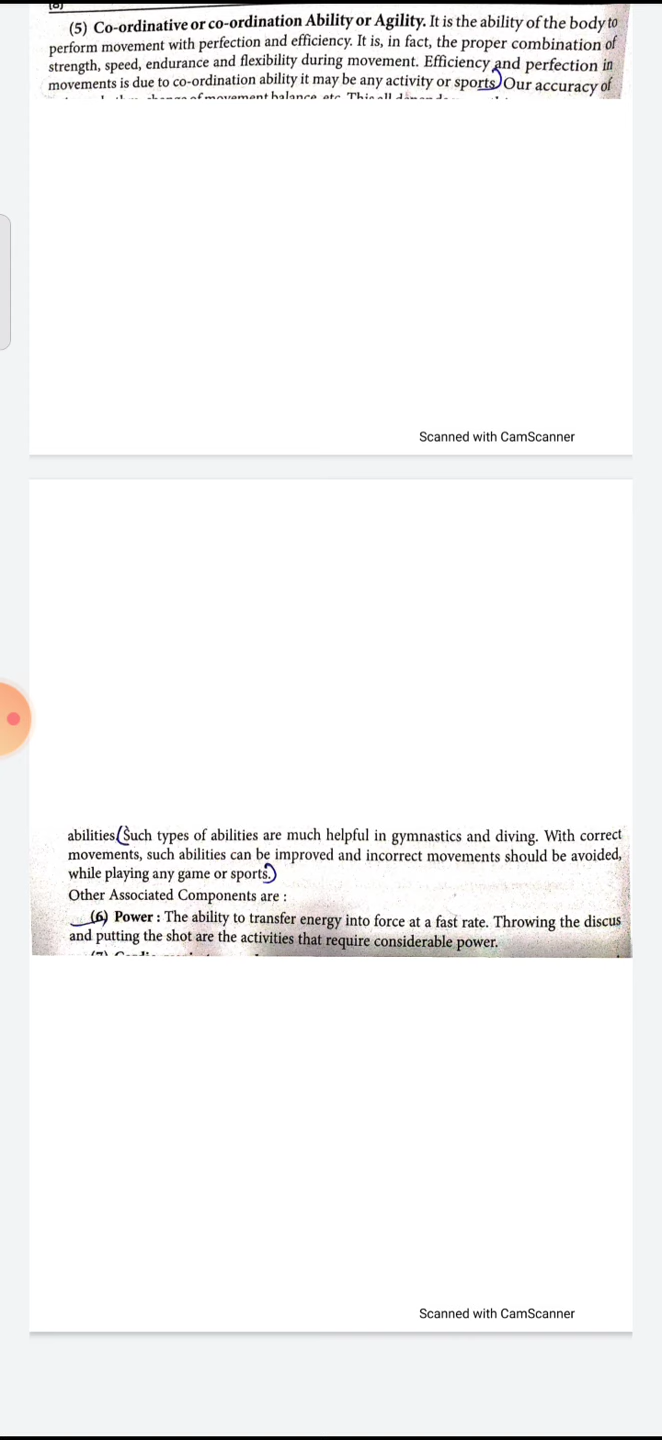 (5) Co-ordinative or co-ordination Ability or Agility. It is the ability of the body to
perform movement with perfection and efficiency. It is, in fact, the proper combination of
strength, speed, endurance and flexibility during movement. Efficiency and perfection in
movements is due to co-ordination ability it may be any activity or sports Our accuracy of
of movement balance etc This all
Scanned with CamScanner
abilities (Such types of abilities are much helpful in gymnastics and diving. With correct
movements, such abilities can be improved and incorrect movements should be avoided,
while playing any game or sports.)
Other Associated Components are :
(6) Power : The ability to transfer energy into force at a fast rate. Throwing the discus
and putting the shot are the activities that require considerable power.
Scanned with CamScanner